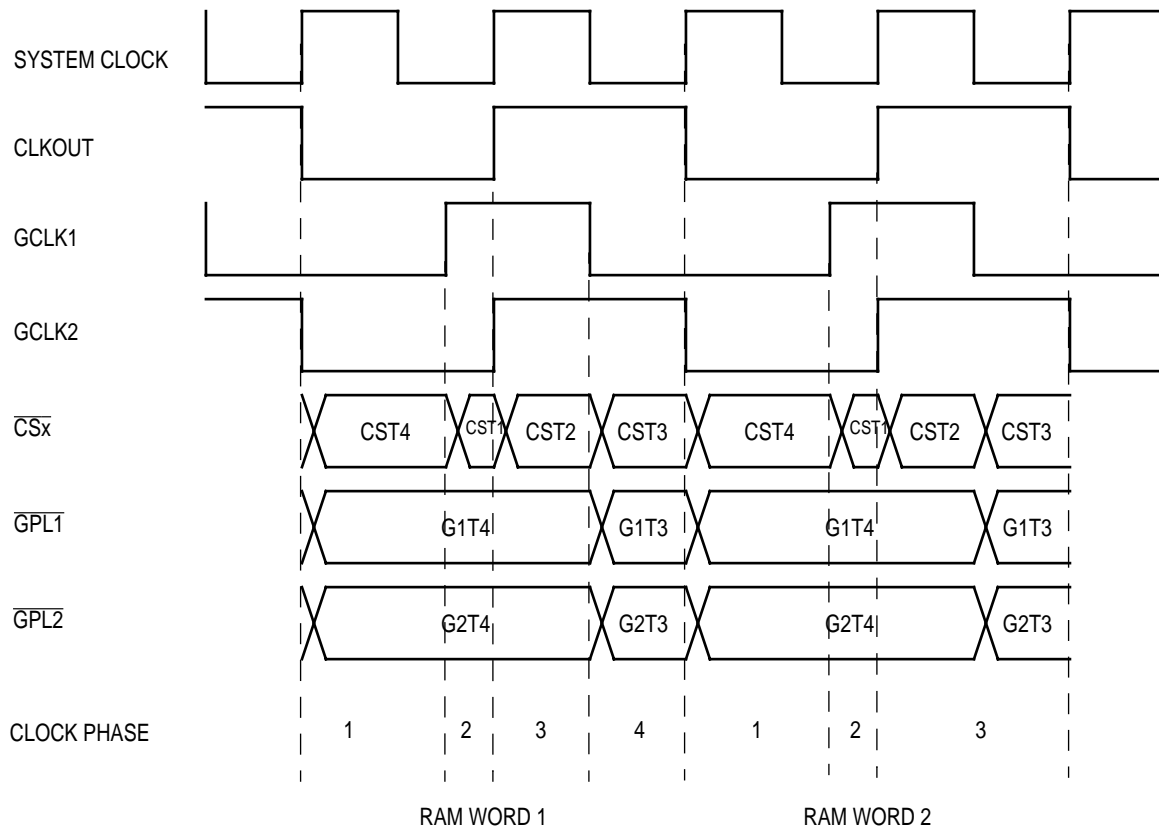 SYSTEM CLOCK
CLKOUT
GCLK1
GCLK2
CSx CST4 CST1 CST2 CST3 CST4 CST1 CST2 CST3
GPL1 G1T4 G1T3 G1T4 G1T3
GPL2 G2T4 G2T3 G2T4 G2T3
CLOCK PHASE 1 2 3 4 1 2 3
RAM WORD 1 RAM WORD 2